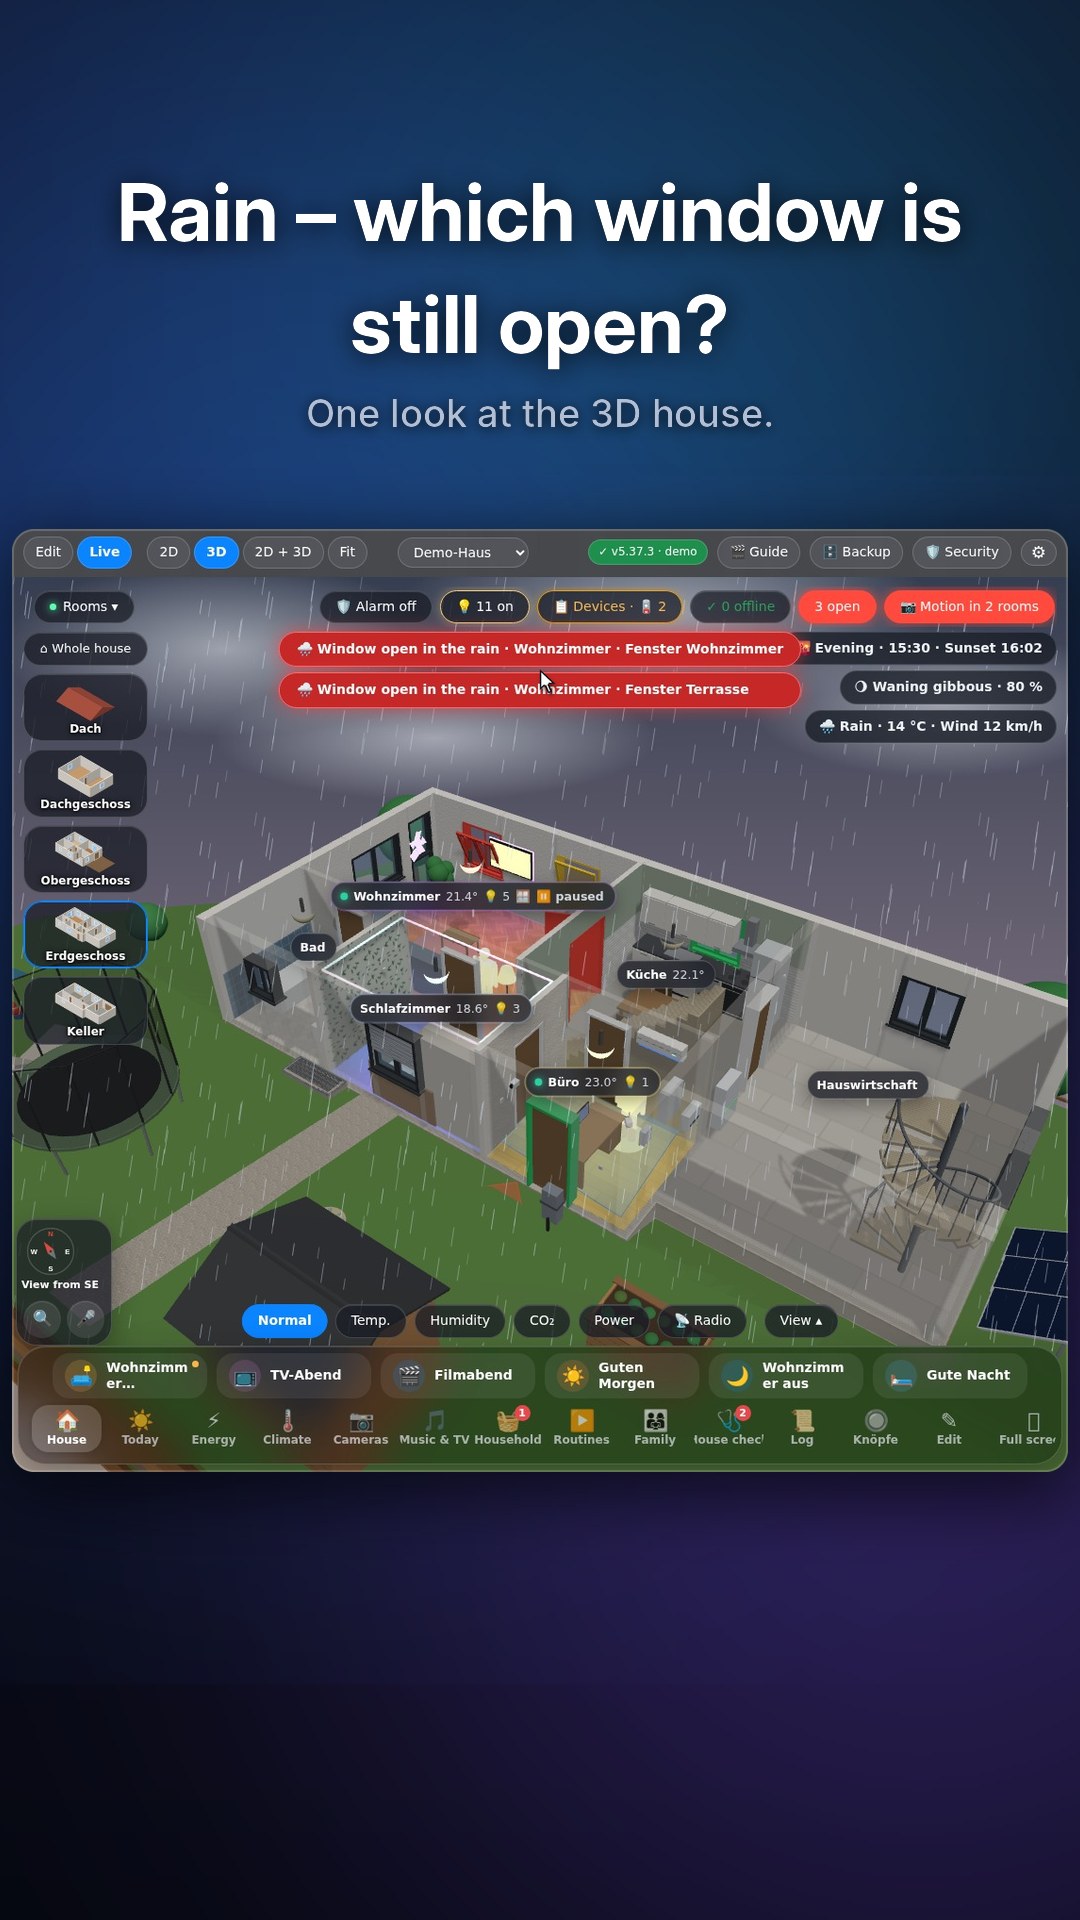 Rain – which window is
still open?
One look at the 3D house.
Edit Live 2D 3D 2D + 3D Fit Demo-Haus ✓ v5.37.3 · demo Guide Backup Security
Rooms ▾ Alarm off 11 on Devices · 2 ✓ 0 offline 3 open Motion in 2 rooms
⌂ Whole house Window open in the rain · Wohnzimmer · Fenster Wohnzimmer Evening · 15:30 · Sunset 16:02
Window open in the rain · Wohnzimmer · Fenster Terrasse Waning gibbous · 80 %
Rain · 14 °C · Wind 12 km/h
Dach
Dachgeschoss
Obergeschoss
Erdgeschoss
Keller
Wohnzimmer 21.4° 5 paused
Bad
Küche 22.1°
Schlafzimmer 18.6° 3
Büro 23.0° 1
Hauswirtschaft
N
W E
S
View from SE
Normal Temp. Humidity CO₂ Power Radio View ▴
Wohnzimm
er…
TV-Abend
Filmabend
Guten
Morgen
Wohnzimm
er aus
Gute Nacht
1 2
House Today Energy Climate Cameras Music & TV Household Routines Family House check Log Knöpfe Edit Full scree